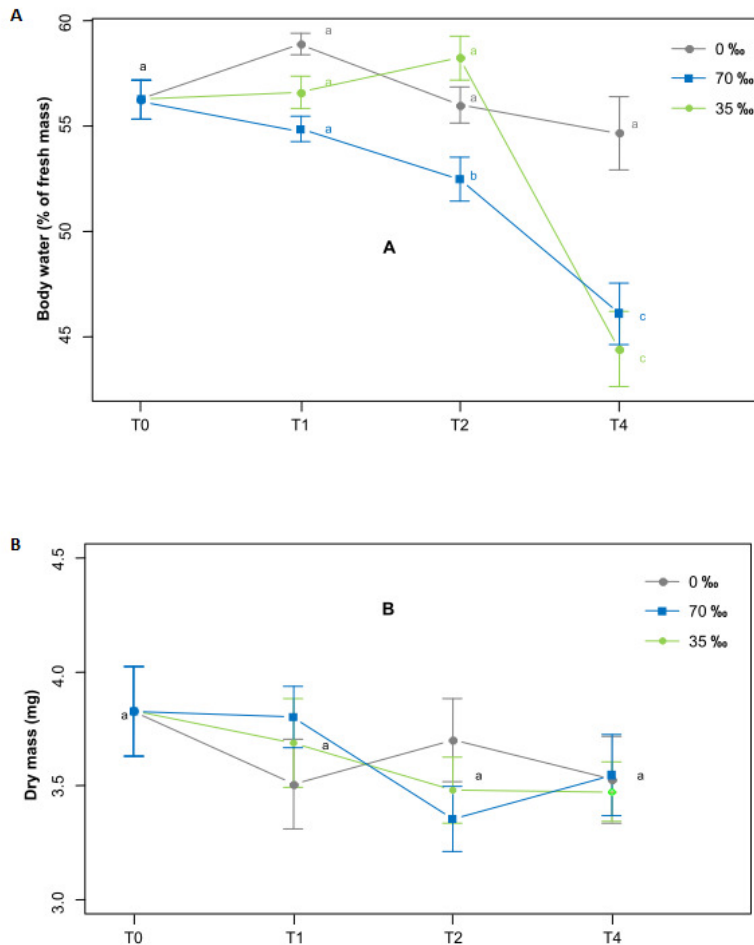 A
60
55
50
45
Body water (% of fresh mass)
a
a
a
a
a
a
b
a
c
c
A
0 ‰
70 ‰
35 ‰
T0 T1 T2 T4
B
4.5
4.0
3.5
3.0
Dry mass (mg)
B
0 ‰
70 ‰
35 ‰
a
a
a
a
T0 T1 T2 T4